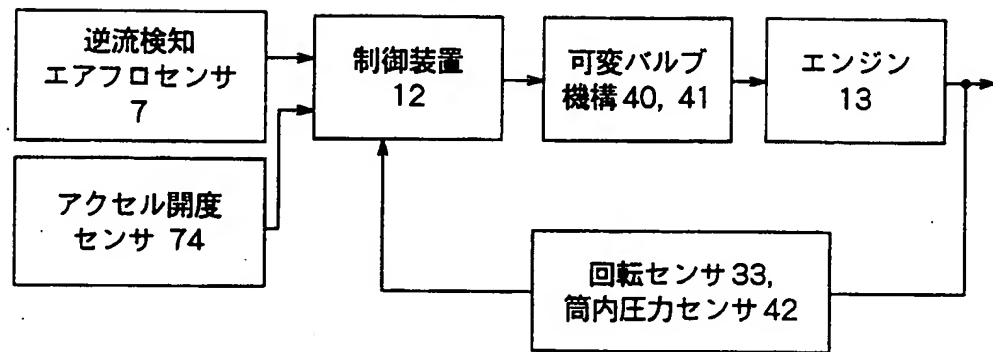 逆流検知
エアフロセンサ
7
制御装置
12
可変バルブ
機構 40, 41
エンジン
13
アクセル開度
センサ 74
回転センサ 33,
筒内圧力センサ 42